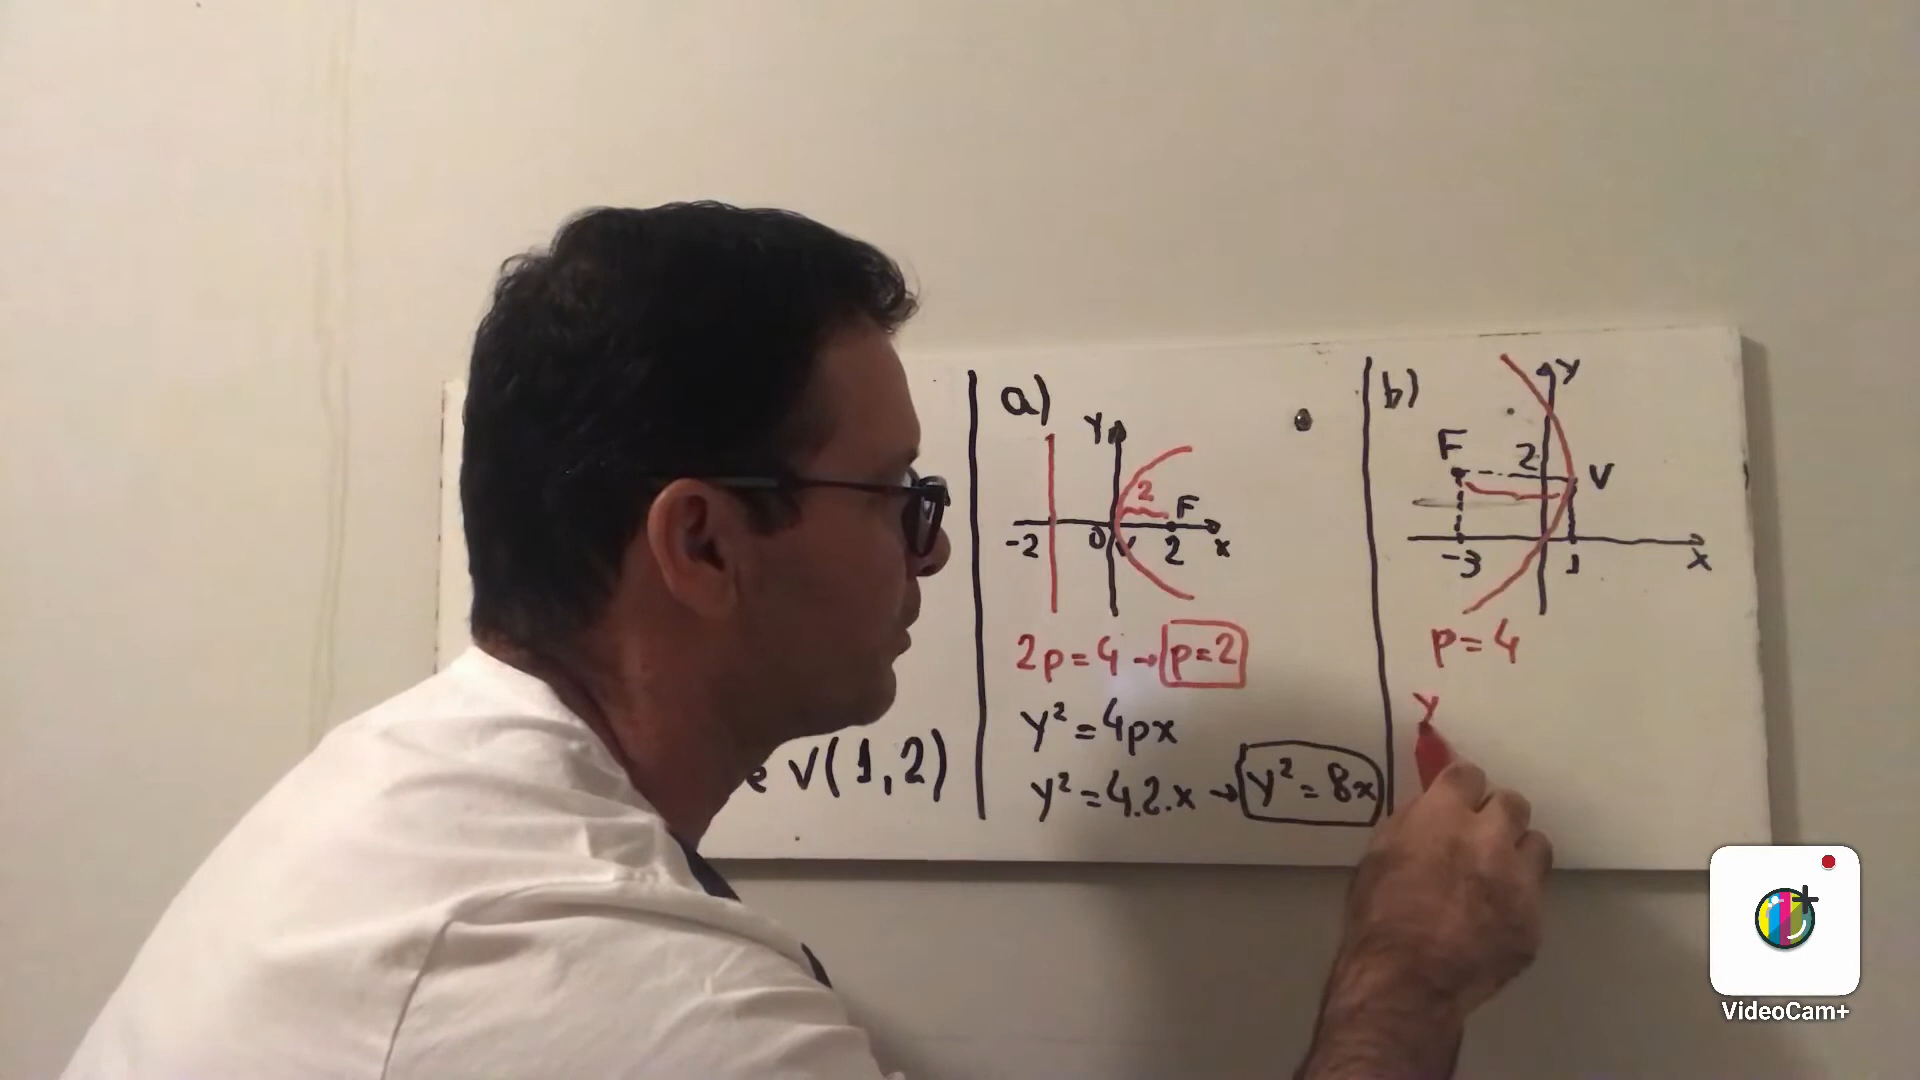 e V(1,2)
a)
Y
2
F
-2
0
V
2
x
2p=4→p=2
y²=4px
y²=4.2.x→y²=8x
b)
Y
F
2
V
-3
1
X
p=4
y
VideoCam+